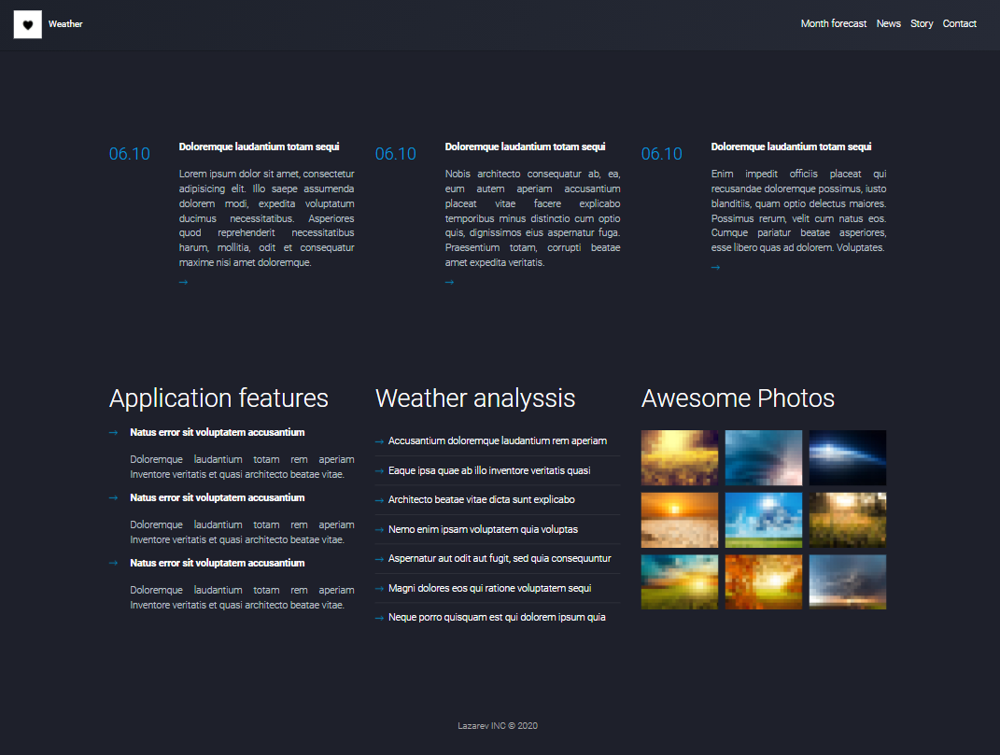 Weather
Month forecast News Story Contact
06.10
Doloremque laudantium totam sequi
Lorem ipsum dolor sit amet, consectetur
adipisicing elit. Illo saepe assumenda
dolorem modi, expedita voluptatum
ducimus necessitatibus. Asperiores
quod reprehenderit necessitatibus
harum, mollitia, odit et consequatur
maxime nisi amet doloremque.
→
06.10
Doloremque laudantium totam sequi
Nobis architecto consequatur ab, ea,
eum autem aperiam accusantium
placeat vitae facere explicabo
temporibus minus distinctio cum optio
quis, dignissimos eius aspernatur fuga.
Praesentium totam, corrupti beatae
amet expedita veritatis.
→
06.10
Doloremque laudantium totam sequi
Enim impedit officiis placeat qui
recusandae doloremque possimus, iusto
blanditiis, quam optio delectus maiores.
Possimus rerum, velit cum natus eos.
Cumque pariatur beatae asperiores,
esse libero quas ad dolorem. Voluptates.
→
Application features
→ Natus error sit voluptatem accusantium
Doloremque laudantium totam rem aperiam
Inventore veritatis et quasi architecto beatae vitae.
→ Natus error sit voluptatem accusantium
Doloremque laudantium totam rem aperiam
Inventore veritatis et quasi architecto beatae vitae.
→ Natus error sit voluptatem accusantium
Doloremque laudantium totam rem aperiam
Inventore veritatis et quasi architecto beatae vitae.
Weather analyssis
→ Accusantium doloremque laudantium rem aperiam
→ Eaque ipsa quae ab illo inventore veritatis quasi
→ Architecto beatae vitae dicta sunt explicabo
→ Nemo enim ipsam voluptatem quia voluptas
→ Aspernatur aut odit aut fugit, sed quia consequuntur
→ Magni dolores eos qui ratione voluptatem sequi
→ Neque porro quisquam est qui dolorem ipsum quia
Awesome Photos
Lazarev INC © 2020